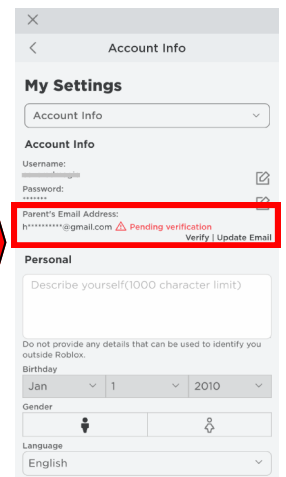 Account Info
My Settings
Account Info
Account Info
Username:
Password:
*******
Parent's Email Address:
h**********@gmail.com Pending verification
Verify | Update Email
Personal
Describe yourself(1000 character limit)
Do not provide any details that can be used to identify you
outside Roblox.
Birthday
Jan 1 2010
Gender
Language
English